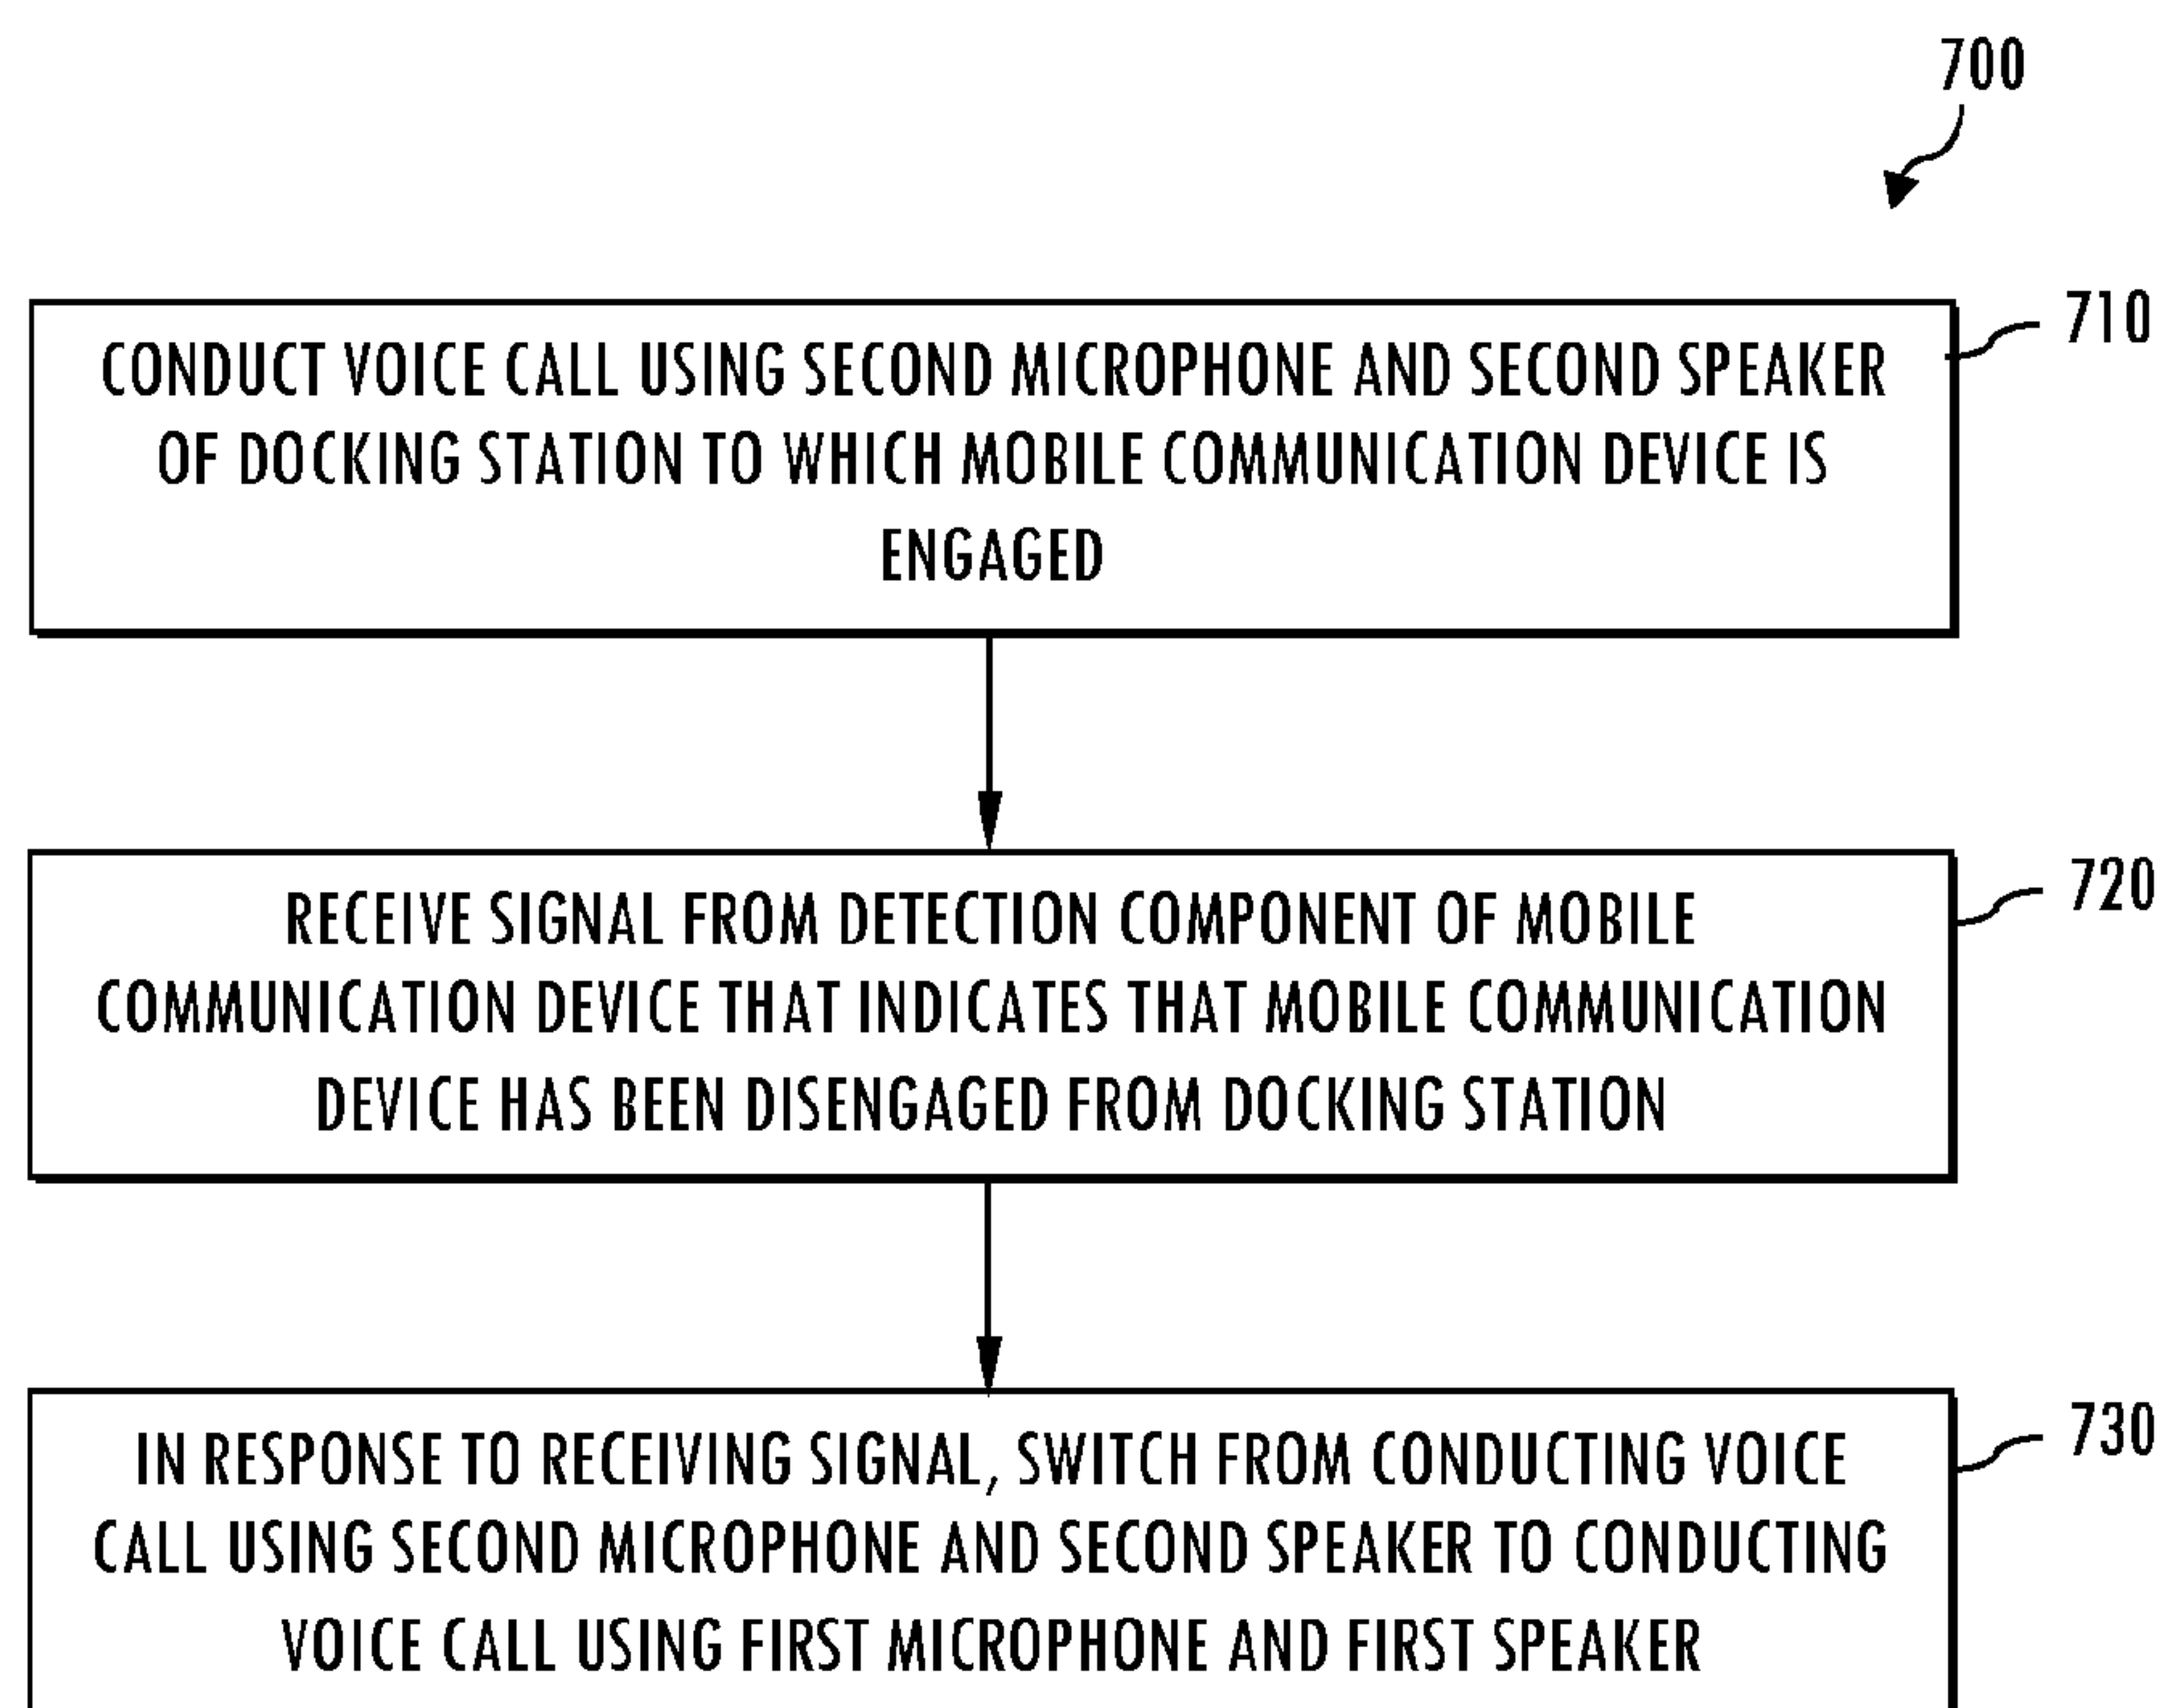 700
710
CONDUCT VOICE CALL USING SECOND MICROPHONE AND SECOND SPEAKER
OF DOCKING STATION TO WHICH MOBILE COMMUNICATION DEVICE IS
ENGAGED
720
RECEIVE SIGNAL FROM DETECTION COMPONENT OF MOBILE
COMMUNICATION DEVICE THAT INDICATES THAT MOBILE COMMUNICATION
DEVICE HAS BEEN DISENGAGED FROM DOCKING STATION
730
IN RESPONSE TO RECEIVING SIGNAL, SWITCH FROM CONDUCTING VOICE
CALL USING SECOND MICROPHONE AND SECOND SPEAKER TO CONDUCTING
VOICE CALL USING FIRST MICROPHONE AND FIRST SPEAKER